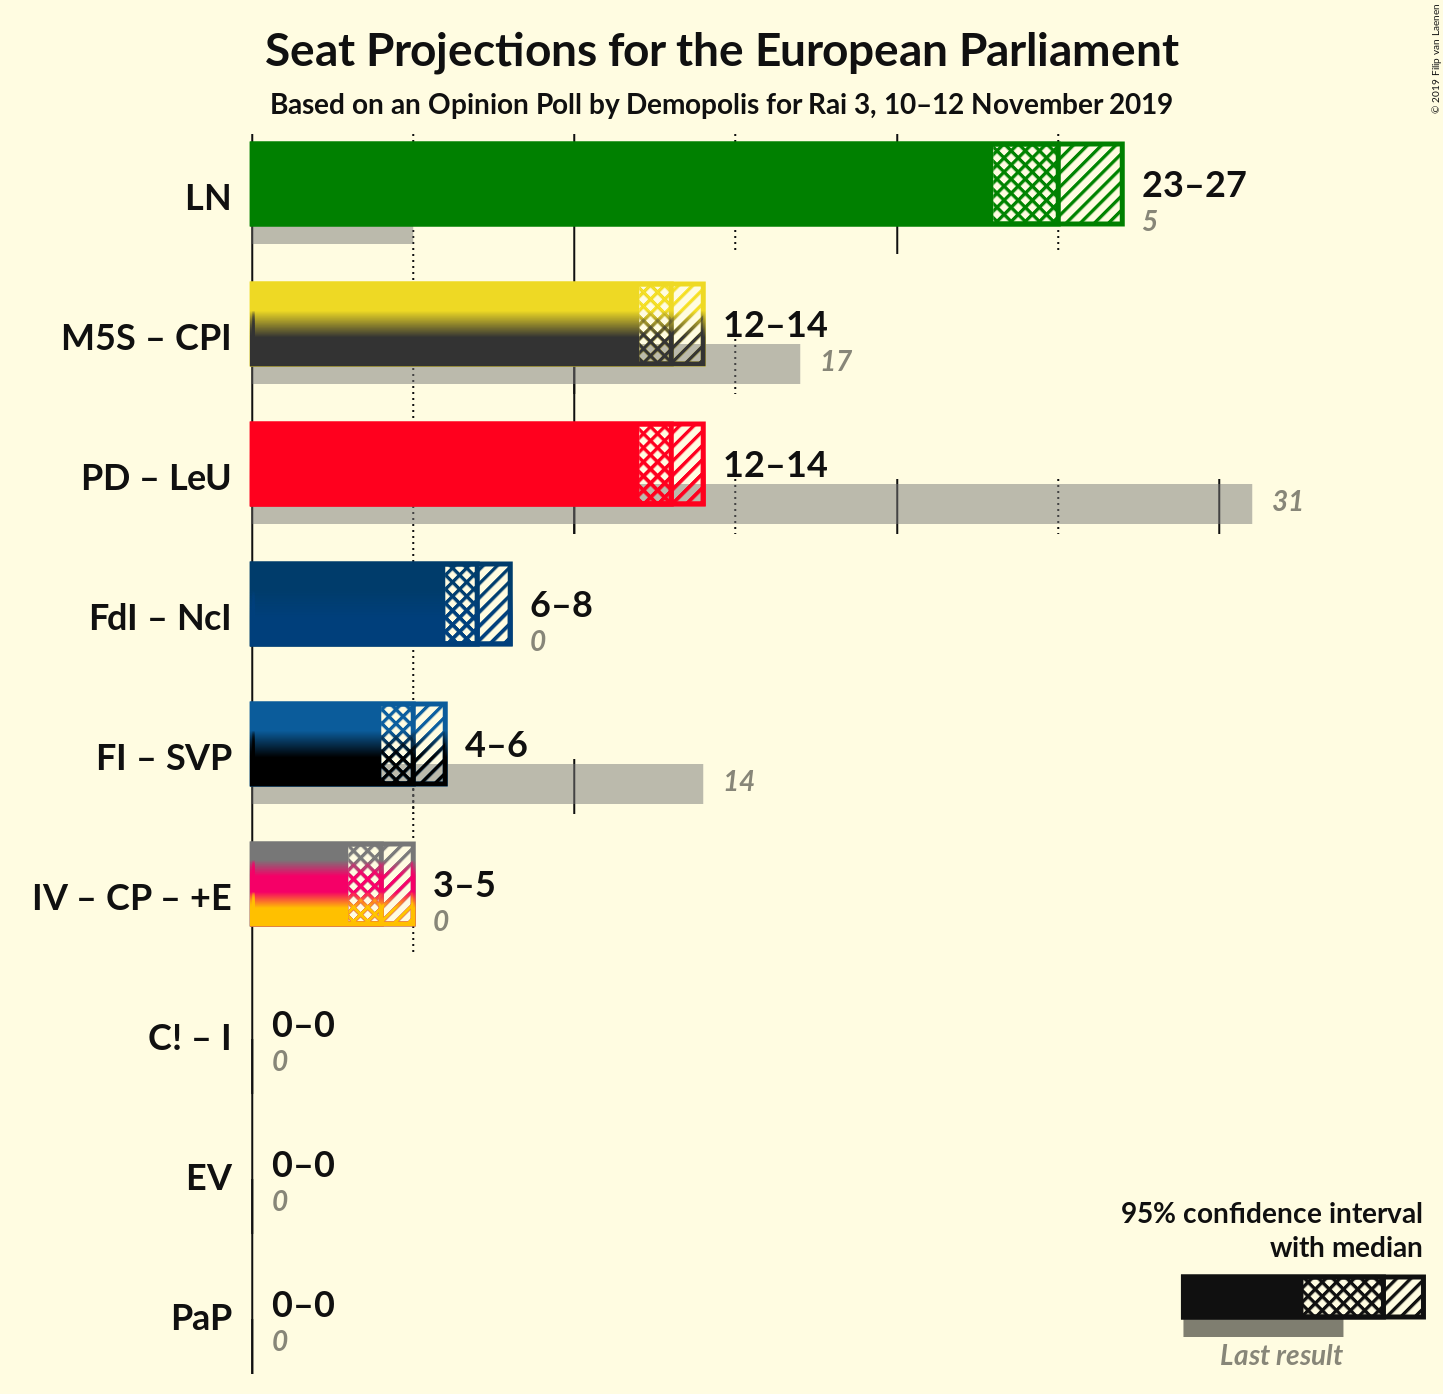 Seat Projections for the European Parliament
Based on an Opinion Poll by Demopolis for Rai 3, 10–12 November 2019
© 2019 Filip van Laenen
LN
23–27
5
M5S – CPI
12–14
17
PD – LeU
12–14
31
FdI – NcI
6–8
0
FI – SVP
4–6
14
IV – CP – +E
3–5
0
C! – I
0–0
0
EV
0–0
0
PaP
0–0
0
95% confidence interval
with median
Last result